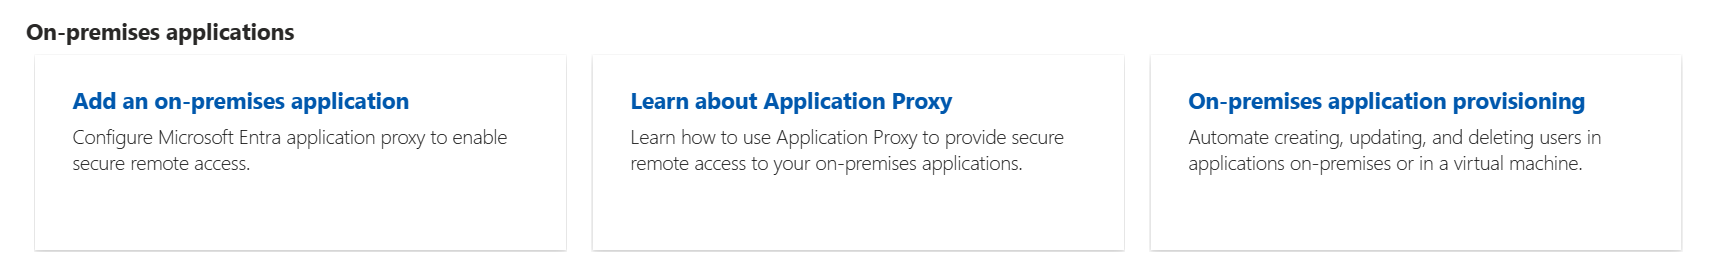 On-premises applications
Add an on-premises application
Configure Microsoft Entra application proxy to enable
secure remote access.
Learn about Application Proxy
Learn how to use Application Proxy to provide secure
remote access to your on-premises applications.
On-premises application provisioning
Automate creating, updating, and deleting users in
applications on-premises or in a virtual machine.